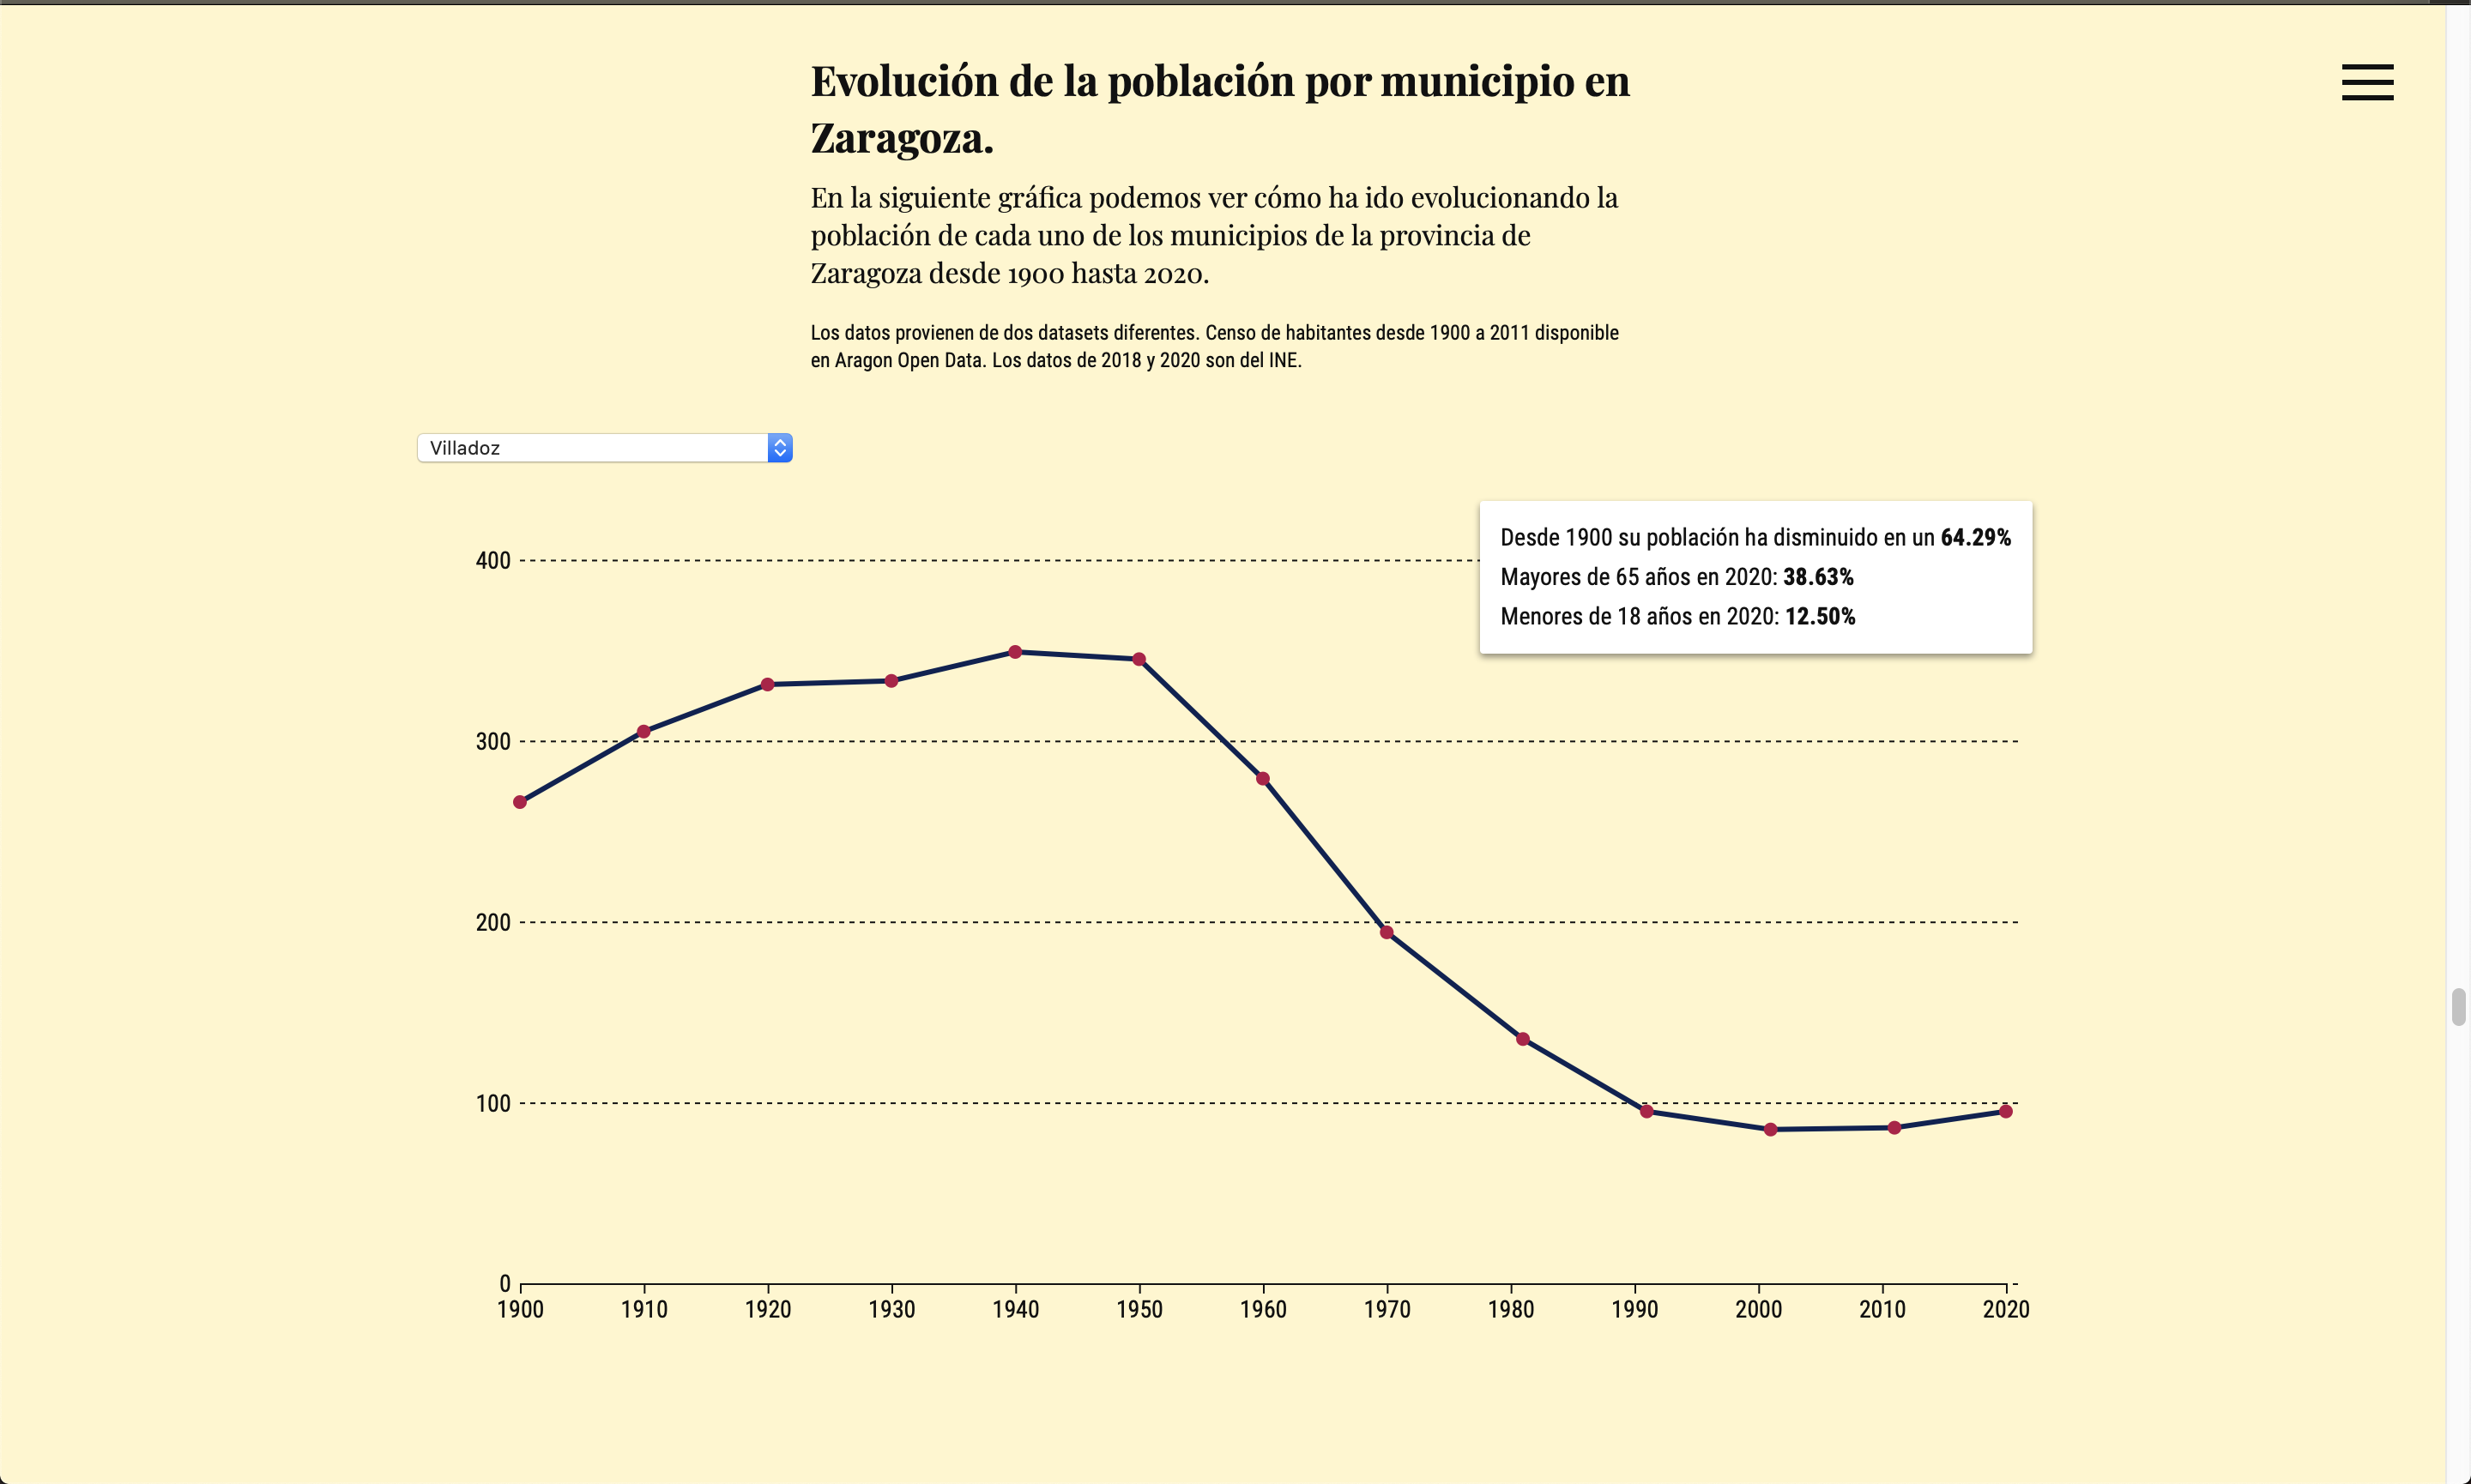 Evolución de la población por municipio en
Zaragoza.
En la siguiente gráfica podemos ver cómo ha ido evolucionando la
población de cada uno de los municipios de la provincia de
Zaragoza desde 1900 hasta 2020.
Los datos provienen de dos datasets diferentes. Censo de habitantes desde 1900 a 2011 disponible
en Aragon Open Data. Los datos de 2018 y 2020 son del INE.
Villadoz
Desde 1900 su población ha disminuido en un 64.29%
Mayores de 65 años en 2020: 38.63%
Menores de 18 años en 2020: 12.50%
400
300
200
100
0
1900 1910 1920 1930 1940 1950 1960 1970 1980 1990 2000 2010 2020